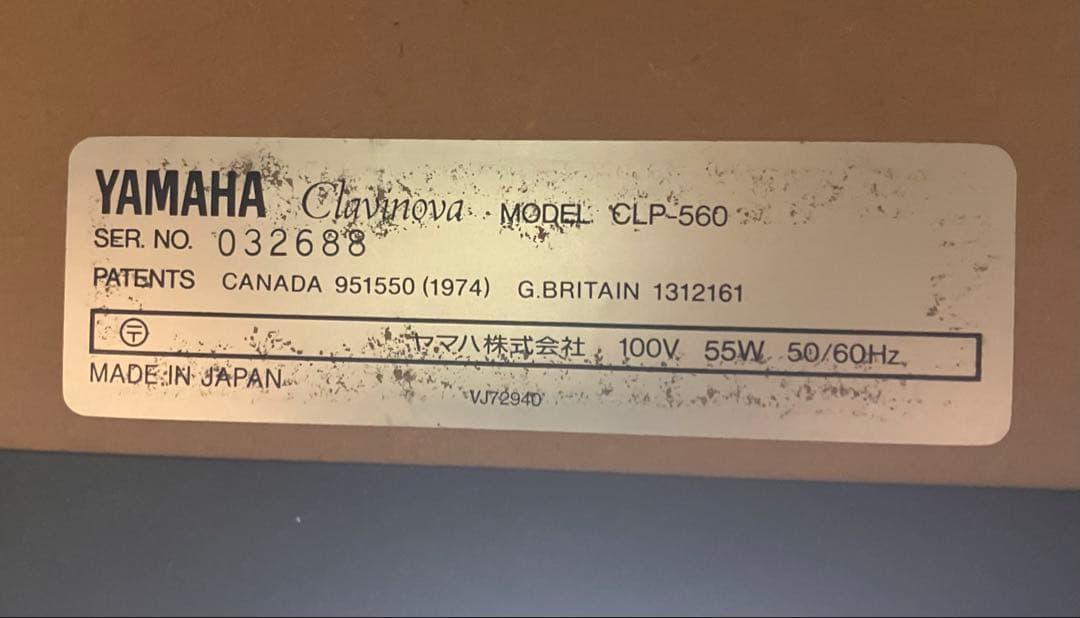 YAMAHA Clavinova MODEL CLP-560
SER. NO. 032688
PATENTS CANADA 951550 (1974) G.BRITAIN 1312161
〒 ヤマハ株式会社 100V 55W 50/60Hz
MADE IN JAPAN
VJ72940